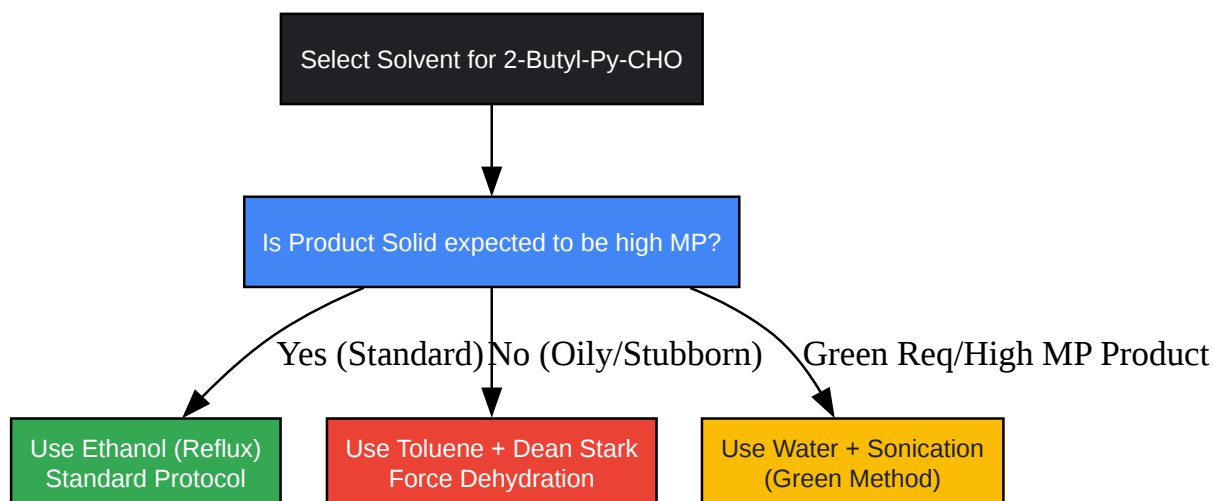 Select Solvent for 2-Butyl-Py-CHO
Is Product Solid expected to be high MP?
Yes (Standard)
No (Oily/Stubborn)
Green Req/High MP Product
Use Ethanol (Reflux)
Standard Protocol
Use Toluene + Dean Stark
Force Dehydration
Use Water + Sonication
(Green Method)